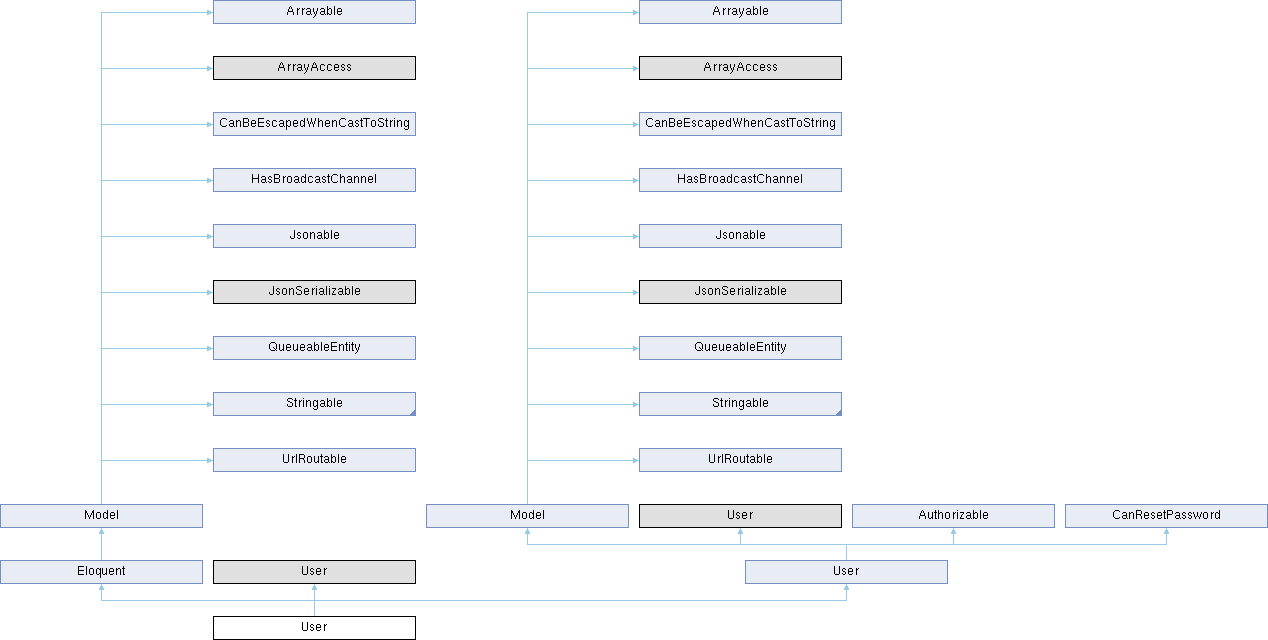 Arrayable Arrayable
ArrayAccess ArrayAccess
CanBeEscapedWhenCastToString CanBeEscapedWhenCastToString
HasBroadcastChannel HasBroadcastChannel
Jsonable Jsonable
JsonSerializable JsonSerializable
QueueableEntity QueueableEntity
Stringable Stringable
UrlRoutable UrlRoutable
Model Model User Authorizable CanResetPassword
Eloquent User User
User